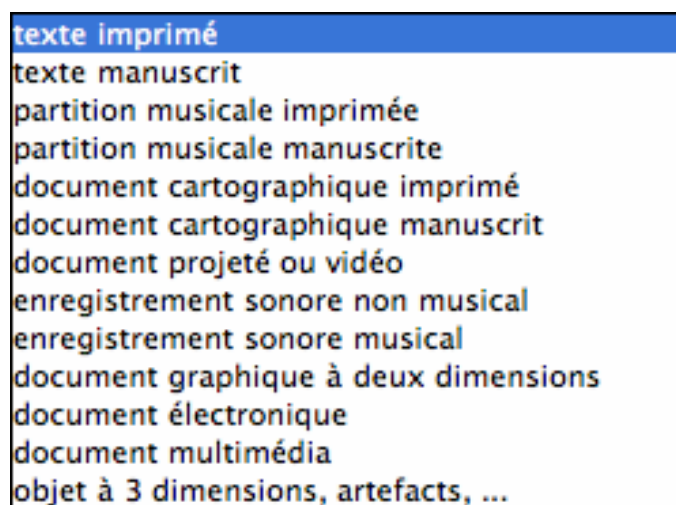 texte imprimé
texte manuscrit
partition musicale imprimée
partition musicale manuscrite
document cartographique imprimé
document cartographique manuscrit
document projeté ou vidéo
enregistrement sonore non musical
enregistrement sonore musical
document graphique à deux dimensions
document électronique
document multimédia
objet à 3 dimensions, artefacts, ...